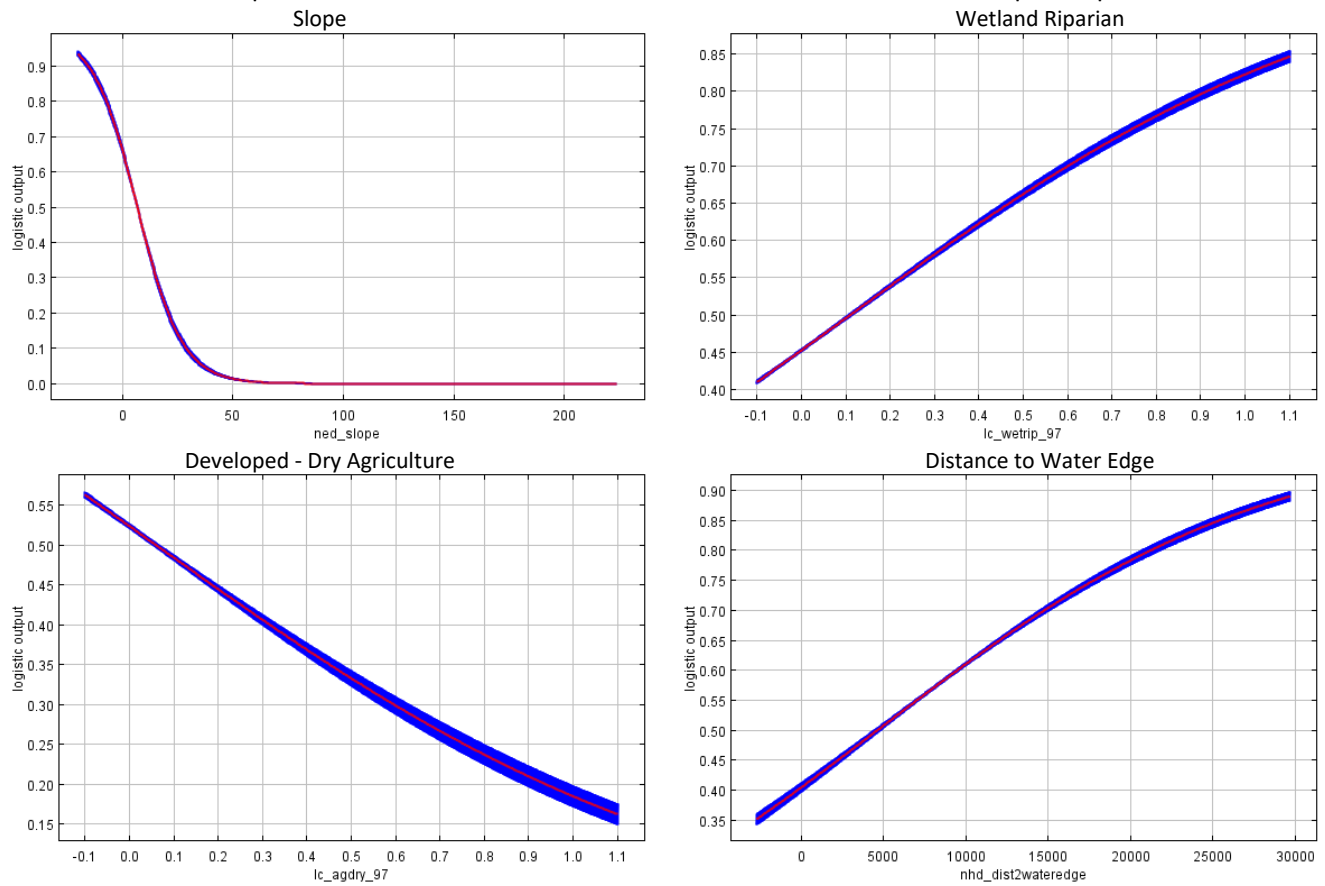 Slope
0.9
0.8
0.7
0.6
0.5
0.4
0.3
0.2
0.1
0.0
logistic output
0 50 100 150 200
ned_slope
Wetland Riparian
0.85
0.80
0.75
0.70
0.65
0.60
0.55
0.50
0.45
0.40
logistic output
-0.1 0.0 0.1 0.2 0.3 0.4 0.5 0.6 0.7 0.8 0.9 1.0 1.1
lc_wetrip_97
Developed - Dry Agriculture
0.55
0.50
0.45
0.40
0.35
0.30
0.25
0.20
0.15
logistic output
-0.1 0.0 0.1 0.2 0.3 0.4 0.5 0.6 0.7 0.8 0.9 1.0 1.1
lc_agdry_97
Distance to Water Edge
0.90
0.85
0.80
0.75
0.70
0.65
0.60
0.55
0.50
0.45
0.40
0.35
logistic output
0 5000 10000 15000 20000 25000 30000
nhd_dist2wateredge